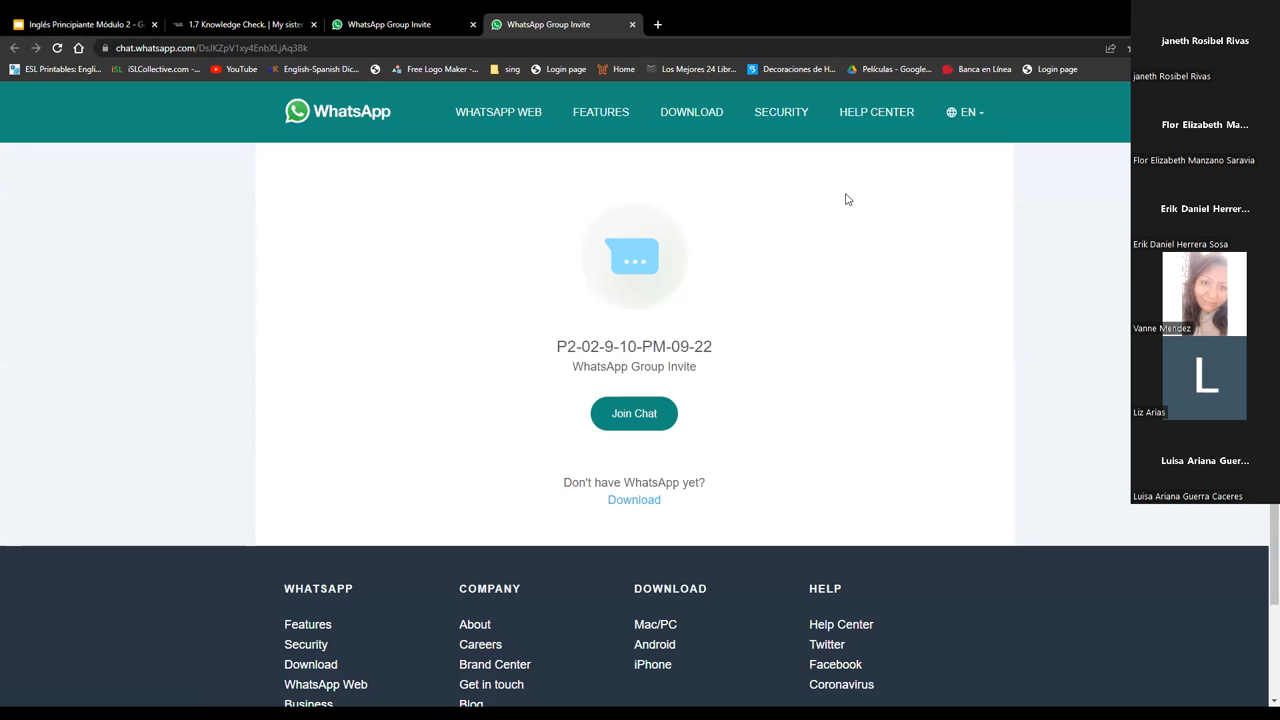 Inglés Principiante Módulo 2 - G
1.7 Knowledge Check. | My sister
WhatsApp Group Invite
WhatsApp Group Invite
chat.whatsapp.com/DsJKZpV1xy4EnbXLjAq3Bk
ESL Printables: Engli...
iSLCollective.com -...
YouTube
English-Spanish Dic...
Free Logo Maker -...
sing
Login page
Home
Los Mejores 24 Libr...
Decoraciones de H...
Películas - Google...
Banca en Línea
Login page
WhatsApp
WHATSAPP WEB
FEATURES
DOWNLOAD
SECURITY
HELP CENTER
EN
P2-02-9-10-PM-09-22
WhatsApp Group Invite
Join Chat
Don't have WhatsApp yet?
Download
WHATSAPP
Features
Security
Download
WhatsApp Web
Business
COMPANY
About
Careers
Brand Center
Get in touch
Blog
DOWNLOAD
Mac/PC
Android
iPhone
HELP
Help Center
Twitter
Facebook
Coronavirus
janeth Rosibel Rivas
janeth Rosibel Rivas
Flor Elizabeth Ma...
Flor Elizabeth Manzano Saravia
Erik Daniel Herrer...
Erik Daniel Herrera Sosa
Vanne Mendez
L
Liz Arias
Luisa Ariana Guer...
Luisa Ariana Guerra Caceres